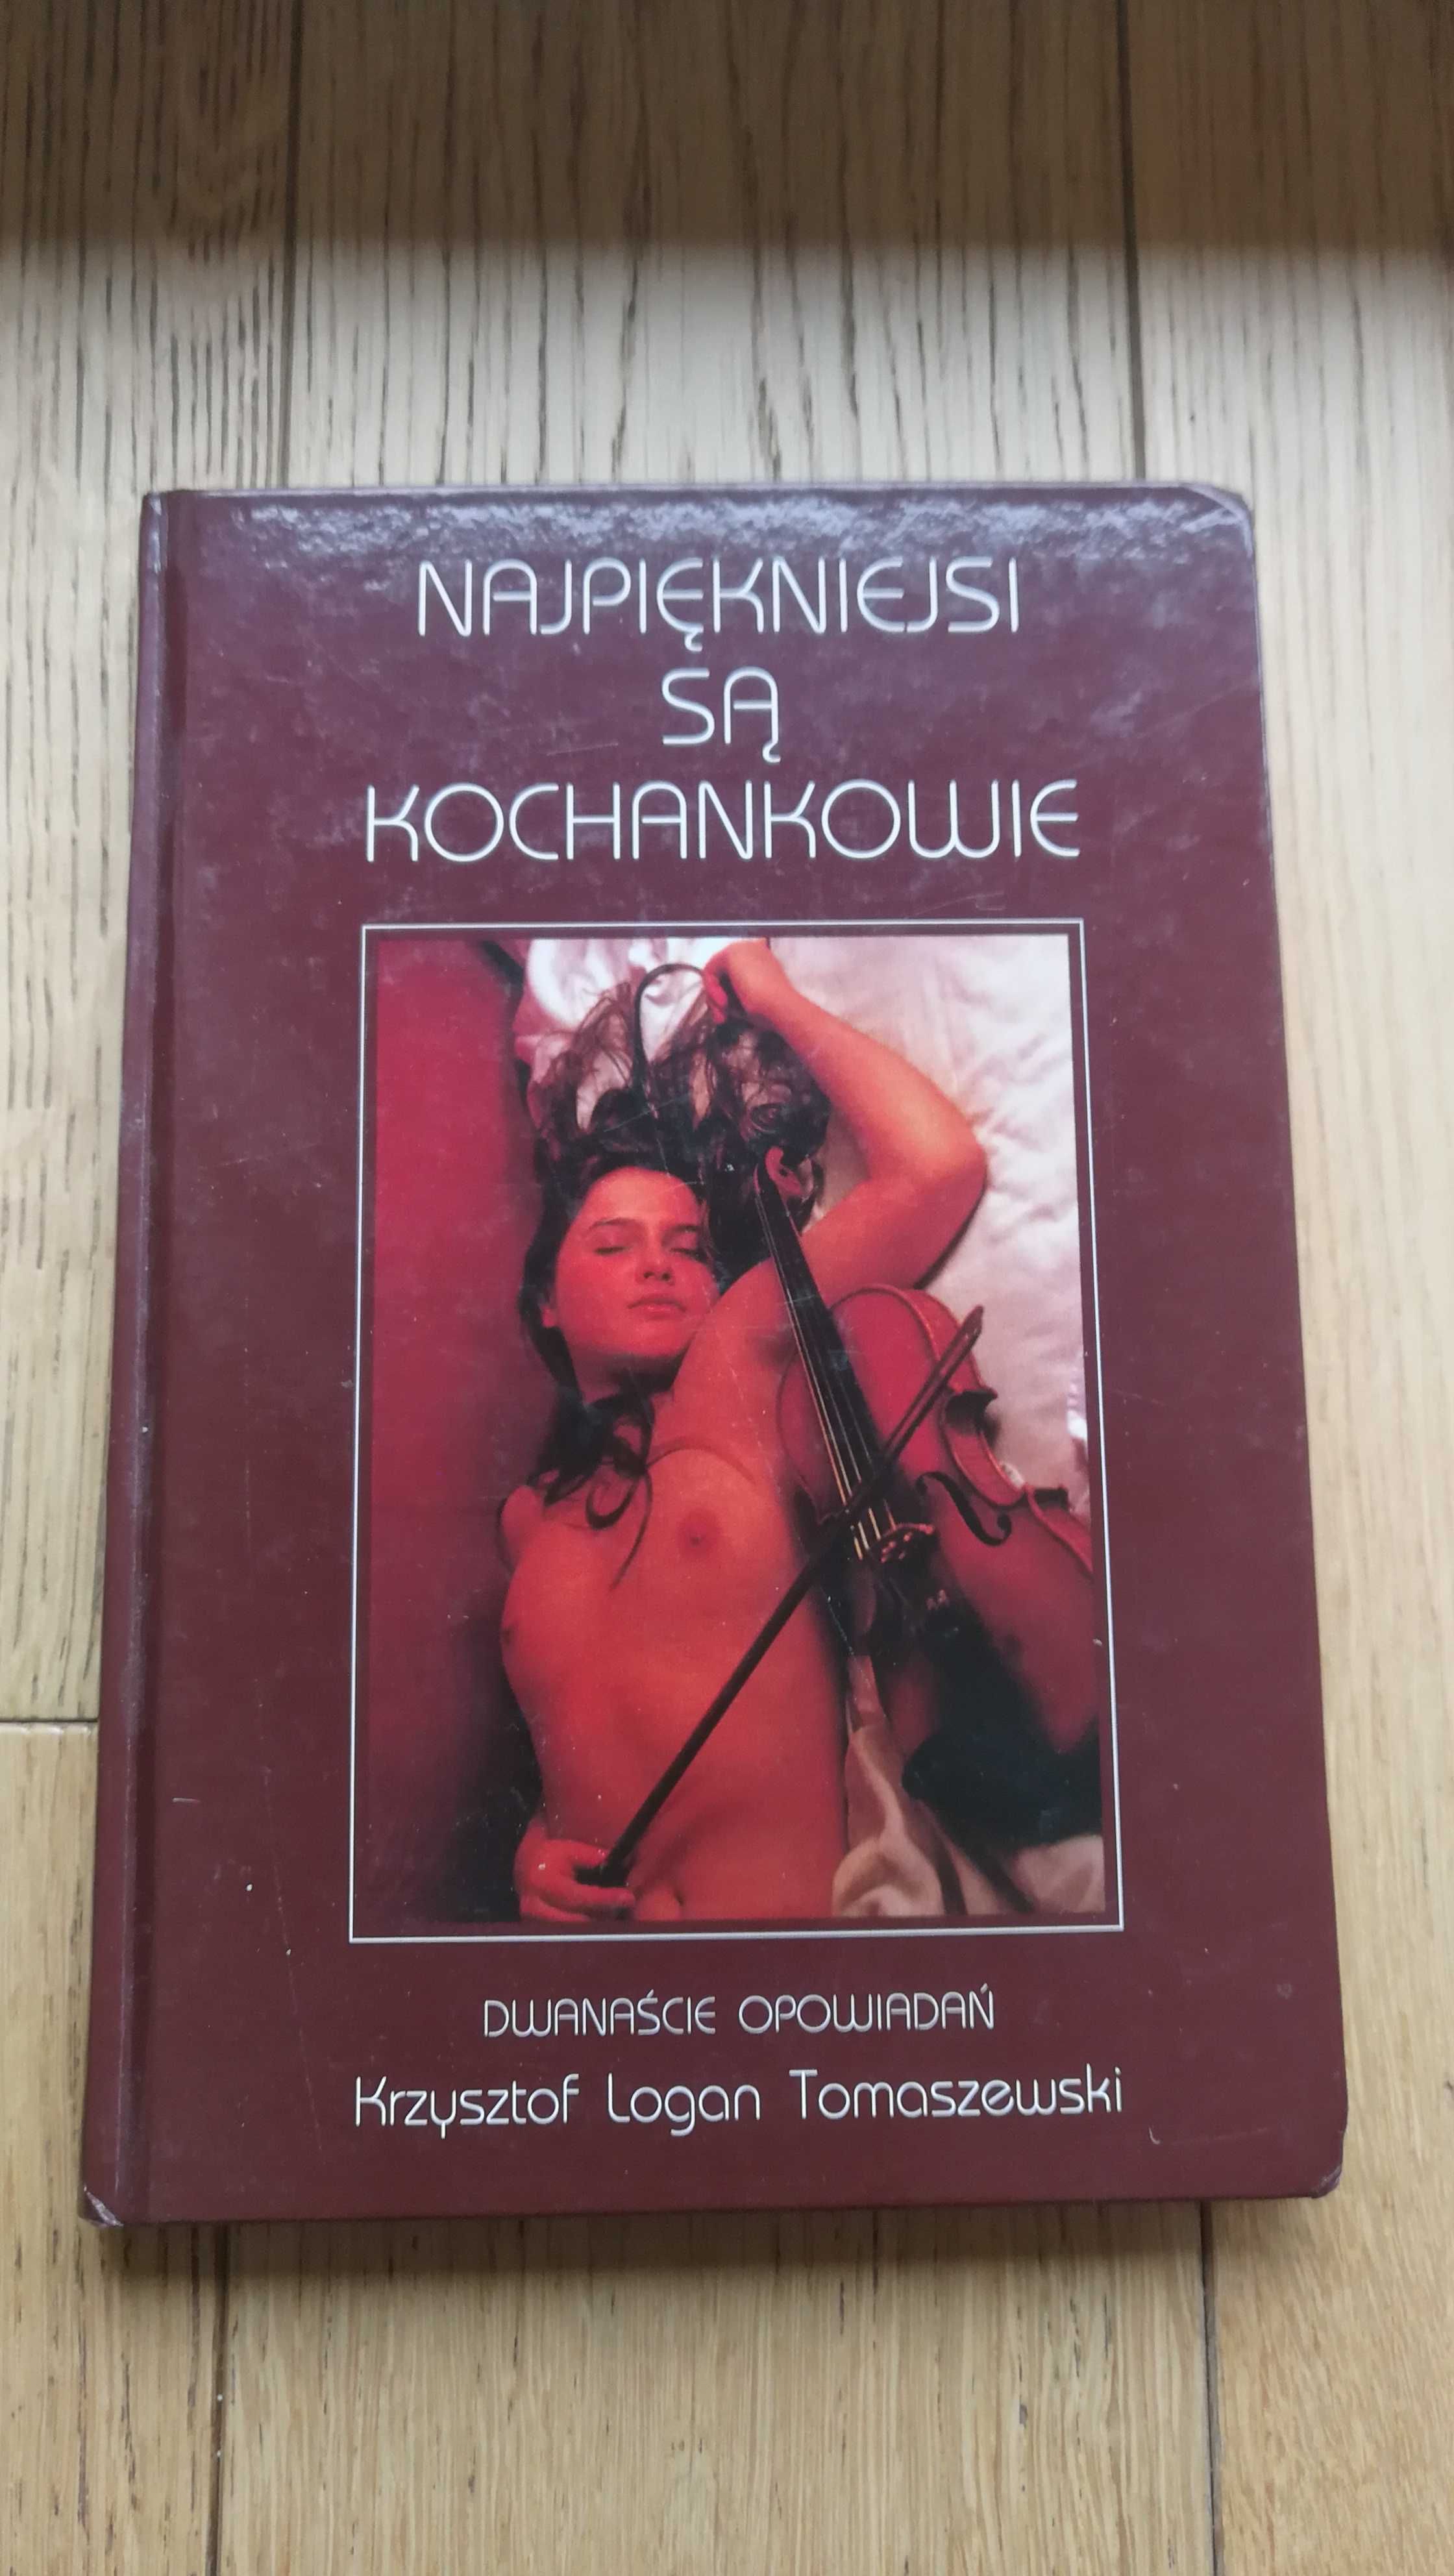 NAJPIĘKNIEJSI
SĄ
KOCHANKOWIE
DWANAŚCIE OPOWIADAŃ
Krzysztof Logan Tomaszewski